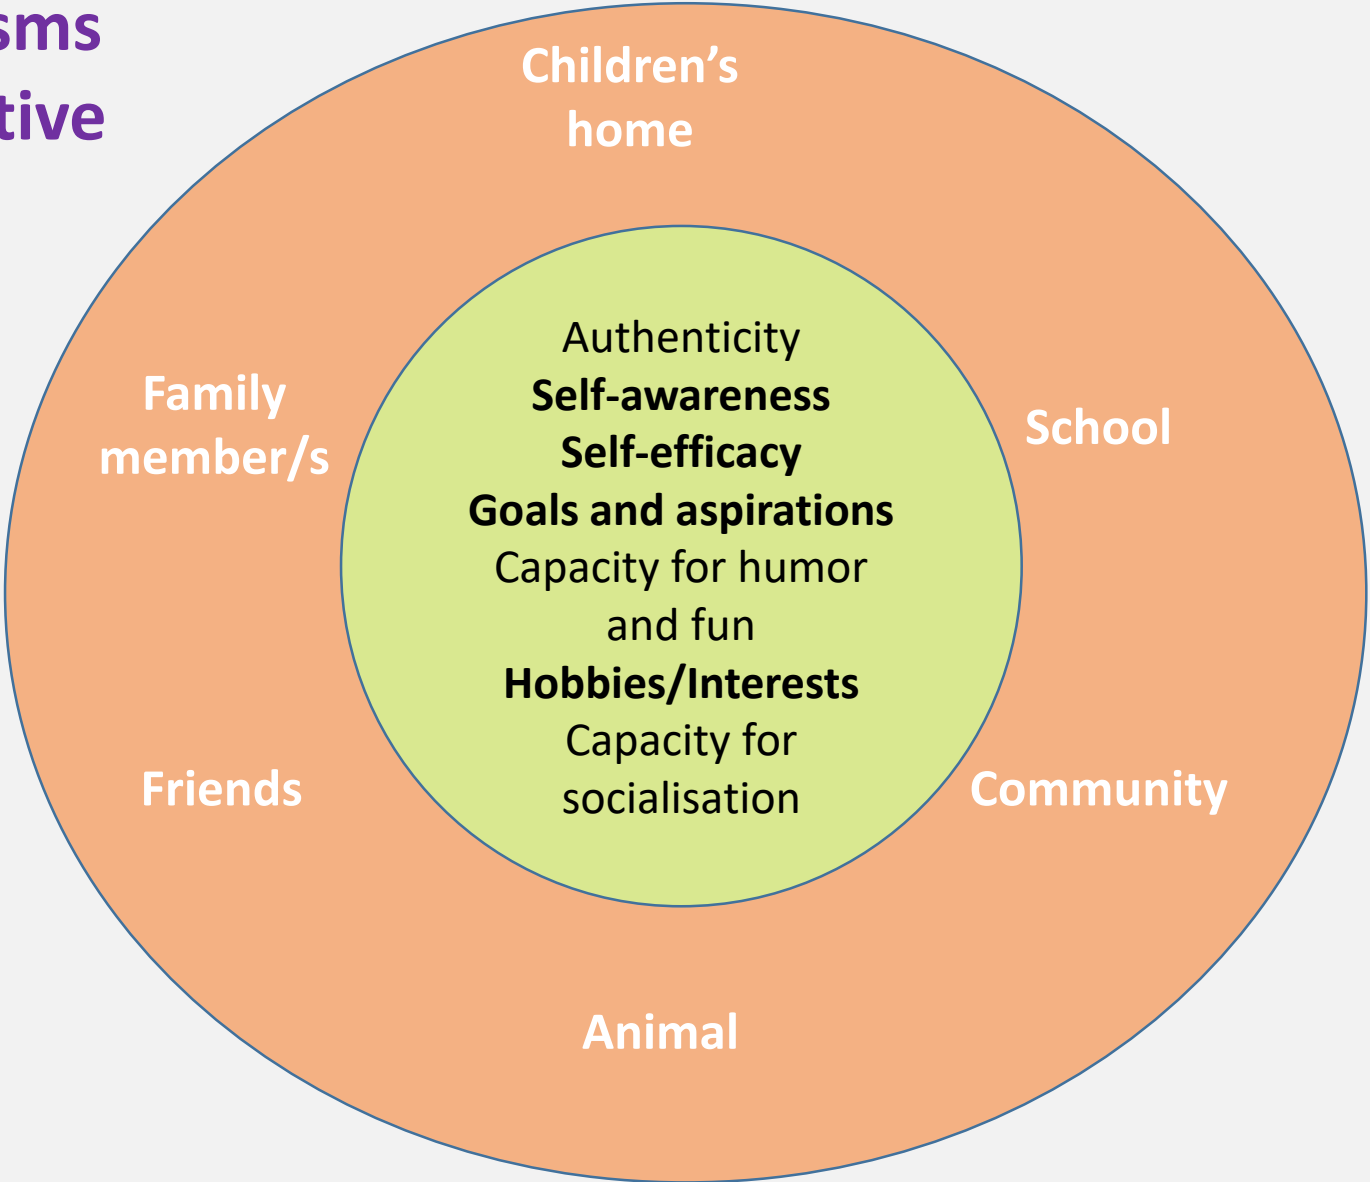 sms
tive
Children’s
home
Family
member/s
School
Authenticity
Self-awareness
Self-efficacy
Goals and aspirations
Capacity for humor
and fun
Hobbies/Interests
Capacity for
socialisation
Friends
Community
Animal